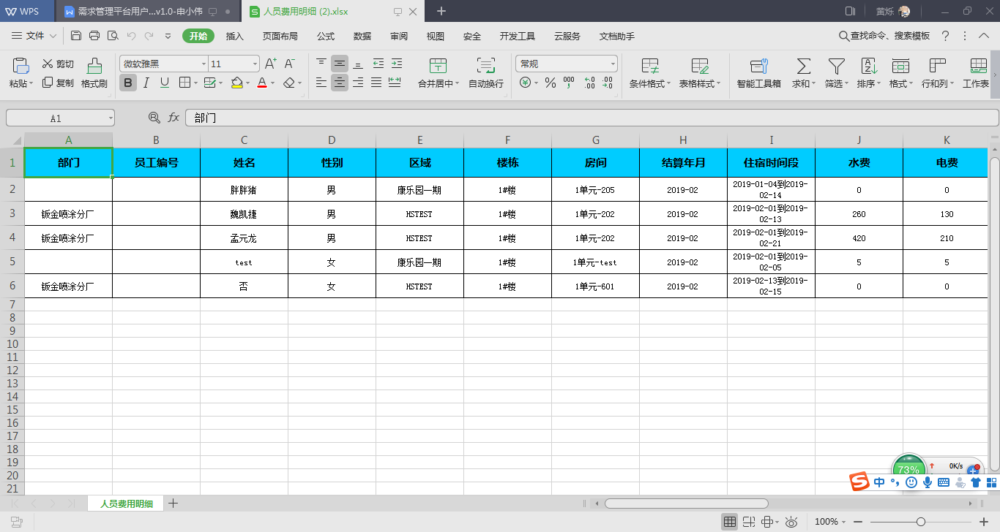 WPS 需求管理平台用户...v1.0-申小伟 人员费用明细 (2).xlsx 黄烁
文件 开始 插入 页面布局 公式 数据 审阅 视图 安全 开发工具 云服务 文档助手 查找命令、搜索模板
剪切 微软雅黑 11 常规
粘贴 复制 格式刷 B I U A 合并居中 自动换行 条件格式 表格样式 智能工具箱 求和 筛选 排序 格式 行和列 工作表
A1 fx 部门
A B C D E F G H I J K
1 部门 员工编号 姓名 性别 区域 楼栋 房间 结算年月 住宿时间段 水费 电费
2 胖胖猪 男 康乐园一期 1#楼 1单元-205 2019-02 2019-01-04到2019-
02-14 0 0
3 钣金喷涂分厂 魏凯捷 男 HSTEST 1#楼 1单元-202 2019-02 2019-02-01到2019-
02-13 260 130
4 钣金喷涂分厂 孟元龙 男 HSTEST 1#楼 1单元-202 2019-02 2019-02-01到2019-
02-21 420 210
5 test 女 康乐园一期 1#楼 1单元-test 2019-02 2019-02-01到2019-
02-05 5 5
6 钣金喷涂分厂 否 女 HSTEST 1#楼 1单元-601 2019-02 2019-02-13到2019-
02-15 0 0
7
8
9
10
11
12
13
14
15
16
17
18
19
20
21
73% 0K/s
中
人员费用明细
100%